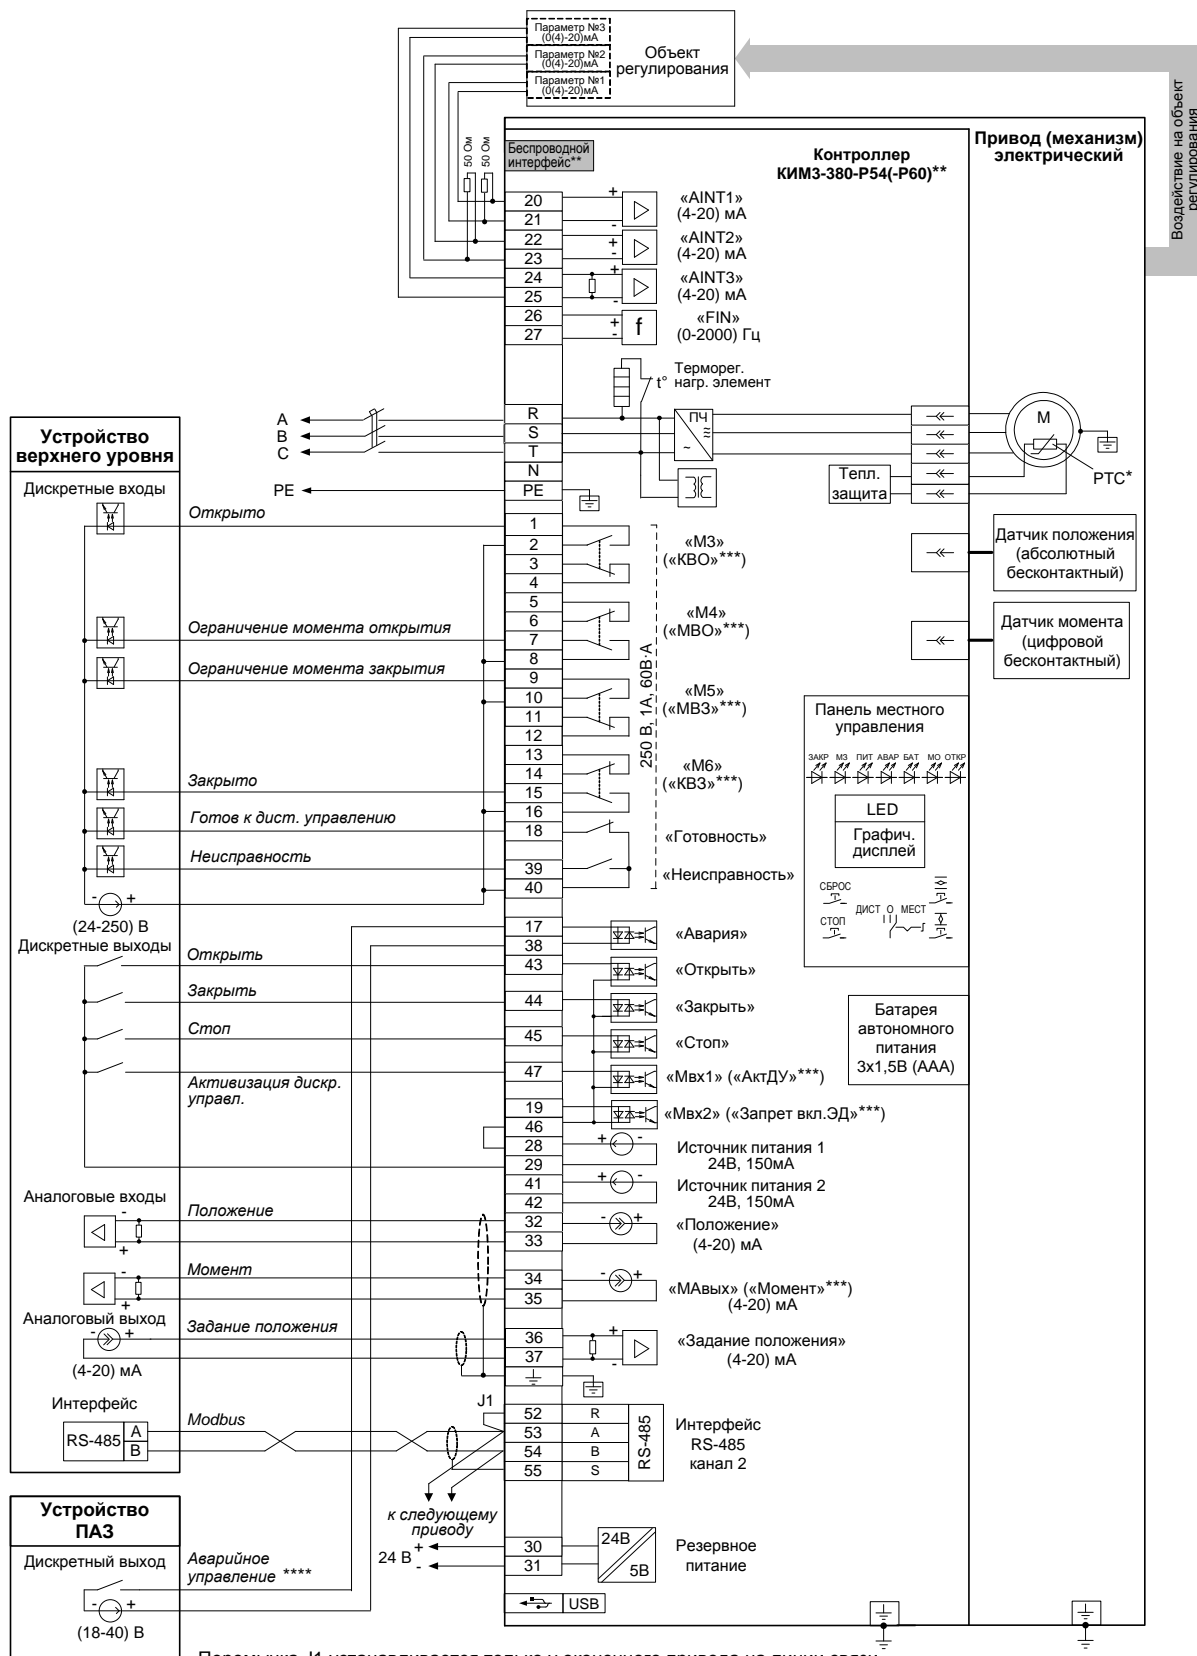 Параметр №3
(0(4)-20)мА
Параметр №2
(0(4)-20)мА
Параметр №1
(0(4)-20)мА
Объект
регулирования
Воздействие на объект
регулирования
50 Ом
50 Ом
Беспроводной
интерфейс**
Контроллер
КИМ3-380-Р54(-Р60)**
Привод (механизм)
электрический
20
21
22
23
24
25
26
27
+
-
«AINT1»
(4-20) мА
+
-
«AINT2»
(4-20) мА
+
-
«AINT3»
(4-20) мА
+
-
f
«FIN»
(0-2000) Гц
t°
Терморег.
нагр. элемент
A
B
C
PE
R
S
T
N
PE
ПЧ
≈
~
Тепл.
защита
М
PTC*
Датчик положения
(абсолютный
бесконтактный)
Датчик момента
(цифровой
бесконтактный)
Устройство
верхнего уровня
Дискретные входы
Открыто
Ограничение момента открытия
Ограничение момента закрытия
Закрыто
Готов к дист. управлению
Неисправность
- +
(24-250) В
1
2
3
4
5
6
7
8
9
10
11
12
13
14
15
16
18
39
40
«М3»
(«КВО»***)
«М4»
(«МВО»***)
«М5»
(«МВЗ»***)
«М6»
(«КВЗ»***)
250 В, 1А, 60В·А
«Готовность»
«Неисправность»
Панель местного
управления
ЗАКР МЗ ПИТ АВАР БАТ МО ОТКР
LED
Графич.
дисплей
СБРОС
СТОП
ДИСТ О МЕСТ
Батарея
автономного
питания
3x1,5В (ААА)
Дискретные выходы
Открыть
Закрыть
Стоп
Активизация дискр.
управл.
17
38
43
44
45
47
19
46
28
29
41
42
32
33
34
35
36
37
«Авария»
«Открыть»
«Закрыть»
«Стоп»
«Мвх1» («АктДУ»***)
«Мвх2» («Запрет вкл.ЭД»***)
+ -
Источник питания 1
24В, 150мА
+ -
Источник питания 2
24В, 150мА
- +
«Положение»
(4-20) мА
- +
«МАвых» («Момент»***)
(4-20) мА
+
-
«Задание положения»
(4-20) мА
Аналоговые входы
-
+
Положение
-
+
Момент
Аналоговый выход
- +
(4-20) мА
Задание положения
Интерфейс
RS-485
A
B
Modbus
J1
52
53
54
55
R
A
B
S
RS-485
Интерфейс
RS-485
канал 2
к следующему
приводу
24 В
+
-
30
31
24В
5В
Резервное
питание
USB
Устройство
ПАЗ
Дискретный выход
Аварийное
управление ****
- +
(18-40) В